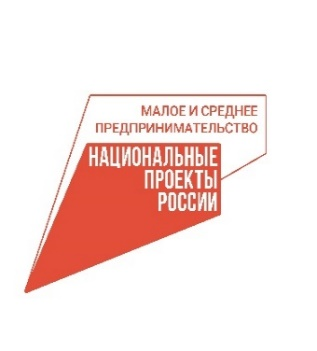 МАЛОЕ И СРЕДНЕЕ
ПРЕДПРИНИМАТЕЛЬСТВО
НАЦИОНАЛЬНЫЕ
ПРОЕКТЫ
РОССИИ